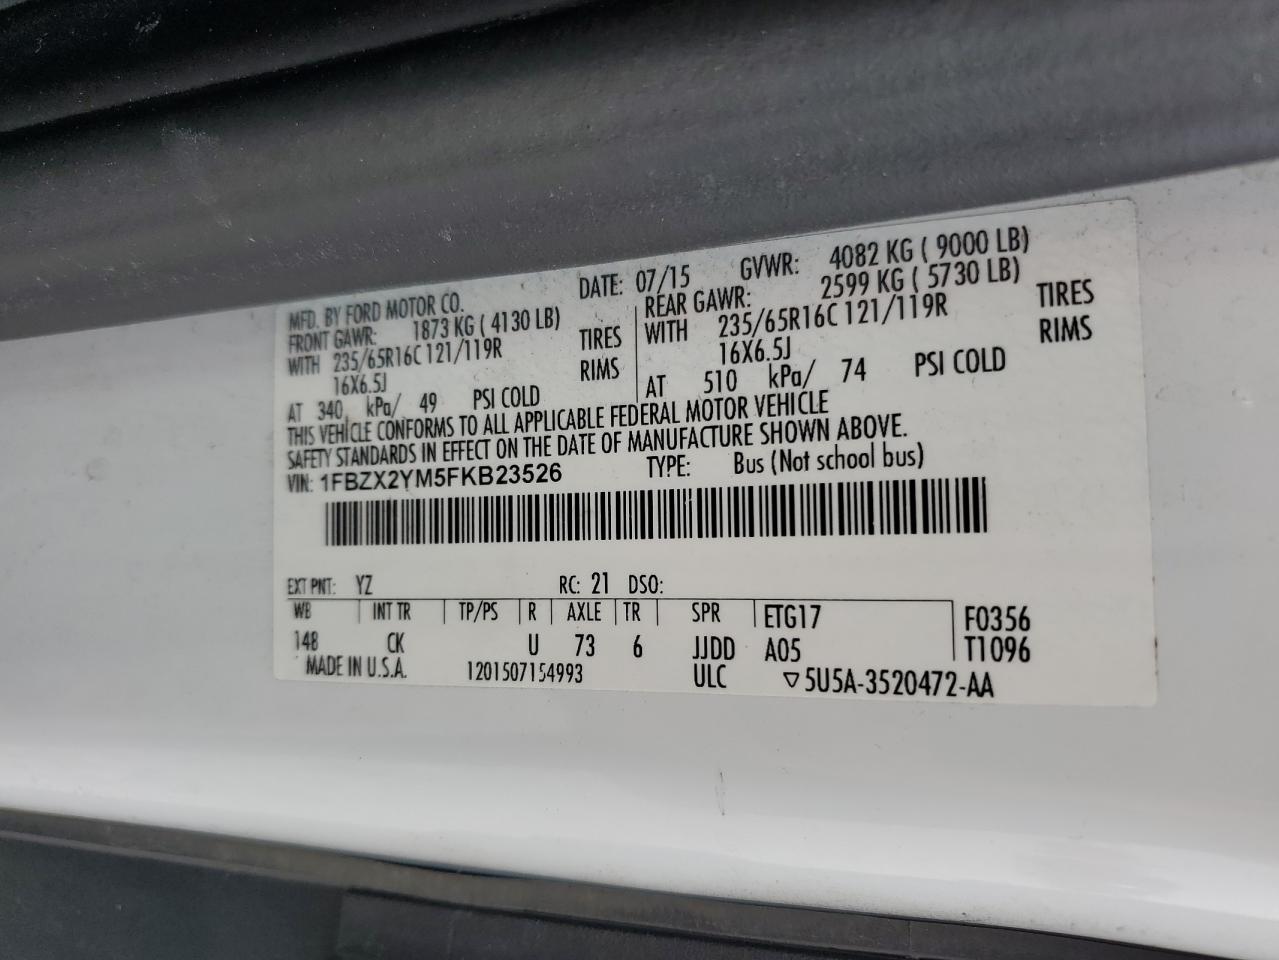 MFD. BY FORD MOTOR CO. DATE: 07/15 GVWR: 4082 KG ( 9000 LB)
FRONT GAWR: 1873 KG ( 4130 LB) REAR GAWR: 2599 KG ( 5730 LB)
WITH 235/65R16C 121/119R TIRES WITH 235/65R16C 121/119R TIRES
16X6.5J RIMS 16X6.5J RIMS
AT 340 kPa/ 49 PSI COLD AT 510 kPa/ 74 PSI COLD
THIS VEHICLE CONFORMS TO ALL APPLICABLE FEDERAL MOTOR VEHICLE
SAFETY STANDARDS IN EFFECT ON THE DATE OF MANUFACTURE SHOWN ABOVE.
VIN: 1FBZX2YM5FKB23526 TYPE: Bus (Not school bus)
EXT PNT: YZ RC: 21 DSO:
WB INT TR TP/PS R AXLE TR SPR ETG17 F0356
148 CK U 73 6 JJDD A05 T1096
MADE IN U.S.A. 1201507154993 ULC ▽5U5A-3520472-AA